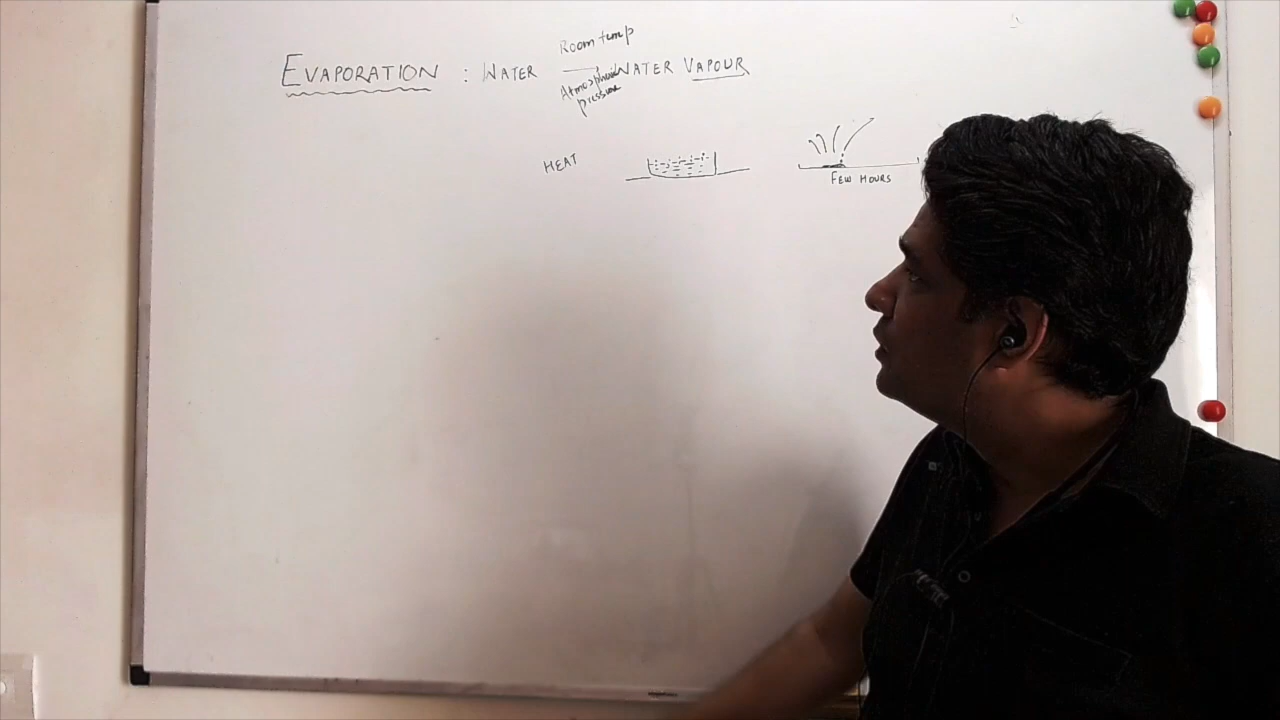 Room temp
EVAPORATION : WATER WATER VAPOUR
Atmospheric
pressure
HEAT
FEW HOURS